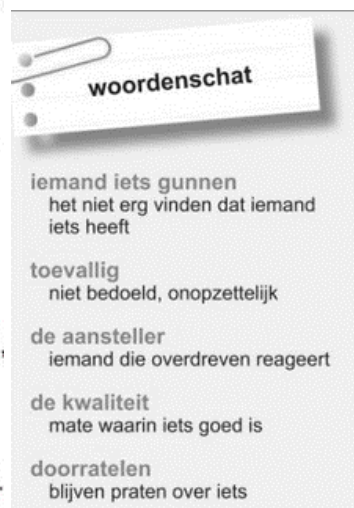 woordenschat
iemand iets gunnen
het niet erg vinden dat iemand
iets heeft
toevallig
niet bedoeld, onopzettelijk
de aansteller
iemand die overdreven reageert
de kwaliteit
mate waarin iets goed is
doorratelen
blijven praten over iets